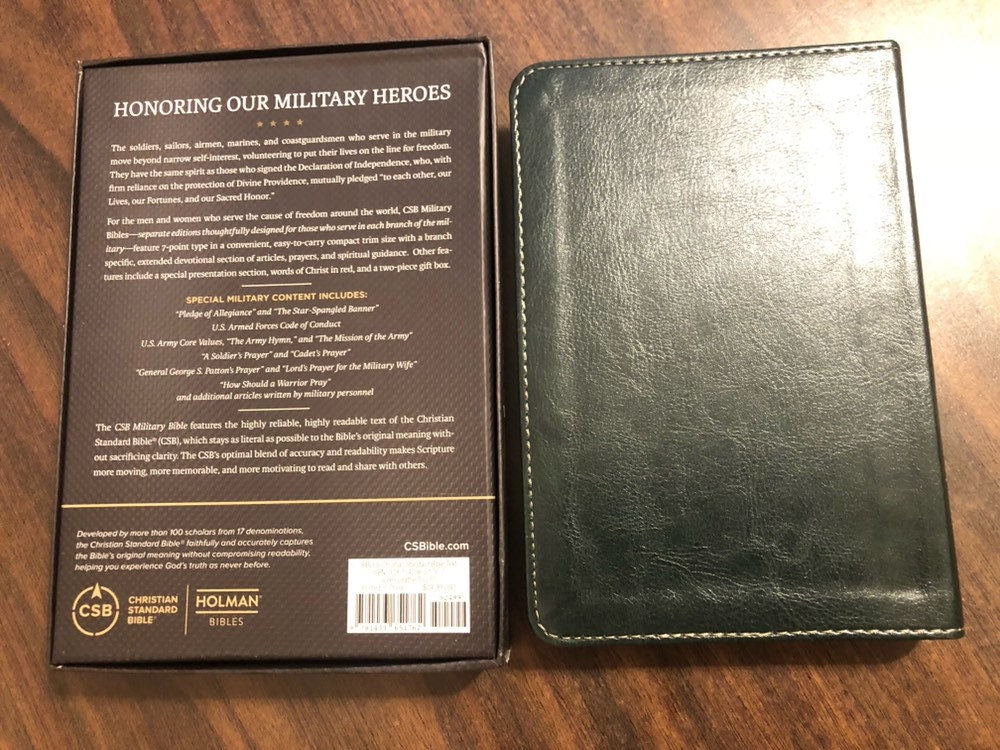 HONORING OUR MILITARY HEROES
The soldiers, sailors, airmen, marines, and coastguardsmen who serve in the military
move beyond narrow self-interest, volunteering to put their lives on the line for freedom.
They have the same spirit as those who signed the Declaration of Independence, who, with
firm reliance on the protection of Divine Providence, mutually pledged "to each other, our
Lives, our Fortunes, and our Sacred Honor."
For the men and women who serve the cause of freedom around the world, CSB Military
Bibles—separate editions thoughtfully designed for those who serve in each branch of the mil-
itary—feature 7-point type in a convenient, easy-to-carry compact trim size with a branch
specific, extended devotional section of articles, prayers, and spiritual guidance. Other fea-
tures include a special presentation section, words of Christ in red, and a two-piece gift box.
SPECIAL MILITARY CONTENT INCLUDES:
"Pledge of Allegiance" and "The Star-Spangled Banner"
U.S. Armed Forces Code of Conduct
U.S. Army Core Values, "The Army Hymn," and "The Mission of the Army"
"A Soldier's Prayer" and "Cadet's Prayer"
"General George S. Patton's Prayer" and "Lord's Prayer for the Military Wife"
"How Should a Warrior Pray"
and additional articles written by military personnel
The CSB Military Bible features the highly reliable, highly readable text of the Christian
Standard Bible® (CSB), which stays as literal as possible to the Bible's original meaning with-
out sacrificing clarity. The CSB's optimal blend of accuracy and readability makes Scripture
more moving, more memorable, and more motivating to read and share with others.
Developed by more than 100 scholars from 17 denominations,
the Christian Standard Bible® faithfully and accurately captures
the Bible's original meaning without compromising readability,
helping you experience God's truth as never before.
CSBible.com
CSB
CHRISTIAN
STANDARD
BIBLE
HOLMAN
BIBLES
52499